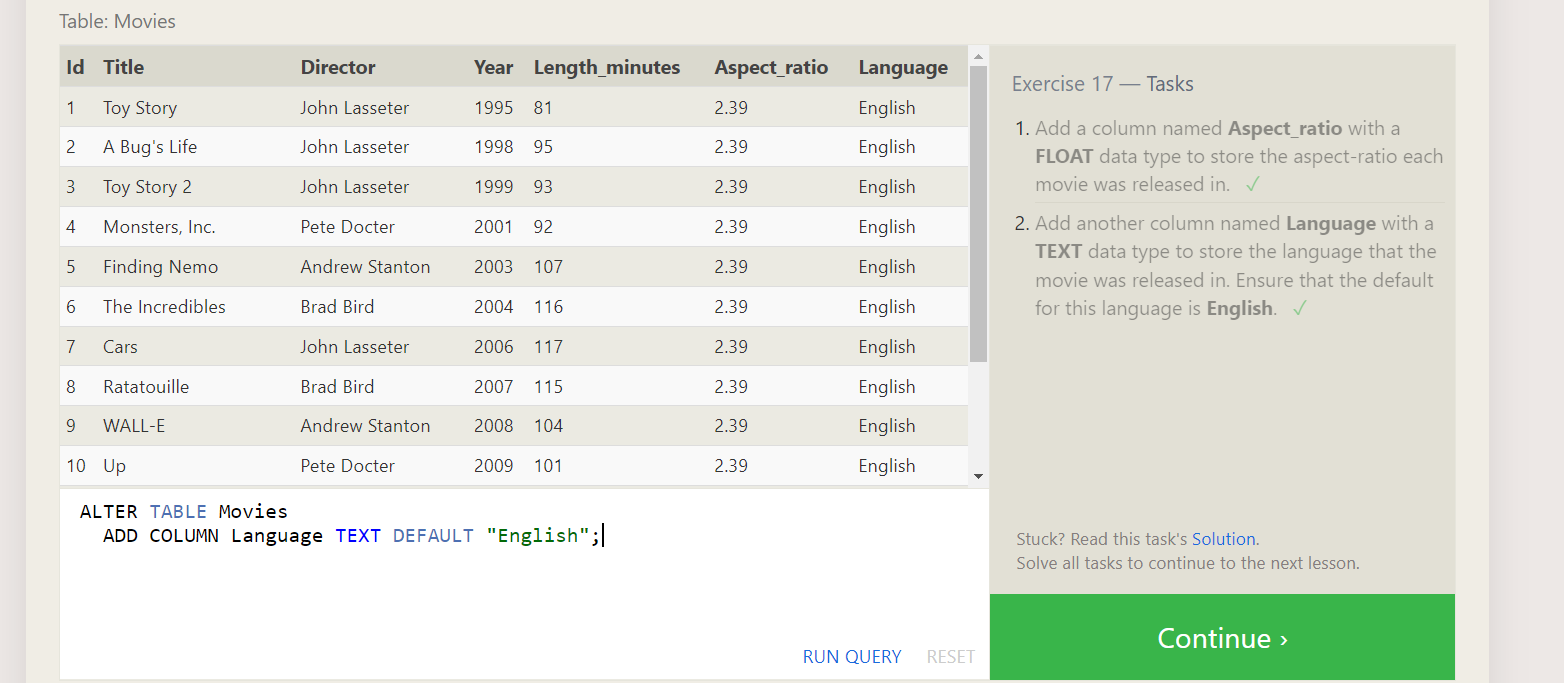 Table: Movies
Id Title Director Year Length_minutes Aspect_ratio Language
1 Toy Story John Lasseter 1995 81 2.39 English
2 A Bug's Life John Lasseter 1998 95 2.39 English
3 Toy Story 2 John Lasseter 1999 93 2.39 English
4 Monsters, Inc. Pete Docter 2001 92 2.39 English
5 Finding Nemo Andrew Stanton 2003 107 2.39 English
6 The Incredibles Brad Bird 2004 116 2.39 English
7 Cars John Lasseter 2006 117 2.39 English
8 Ratatouille Brad Bird 2007 115 2.39 English
9 WALL-E Andrew Stanton 2008 104 2.39 English
10 Up Pete Docter 2009 101 2.39 English
ALTER TABLE Movies
ADD COLUMN Language TEXT DEFAULT "English";
RUN QUERY RESET
Exercise 17 — Tasks
1. Add a column named Aspect_ratio with a
FLOAT data type to store the aspect-ratio each
movie was released in. ✓
2. Add another column named Language with a
TEXT data type to store the language that the
movie was released in. Ensure that the default
for this language is English. ✓
Stuck? Read this task's Solution.
Solve all tasks to continue to the next lesson.
Continue ›